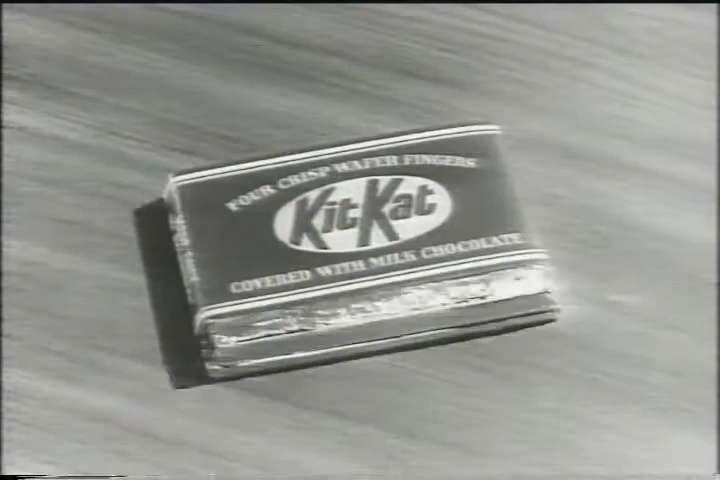 FOUR CRISP WAFER FINGERS
KitKat
COVERED WITH MILK CHOCOLATE